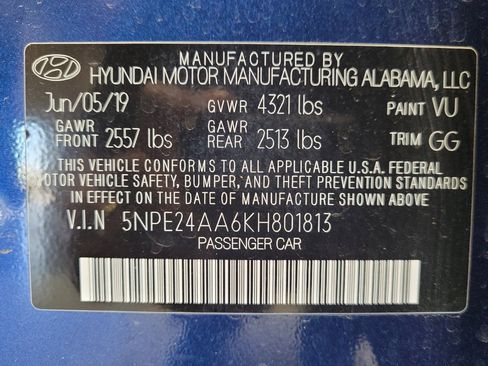 MANUFACTURED BY
HYUNDAI MOTOR MANUFACTURING ALABAMA, LLC
Jun/05/19 GVWR 4321 lbs PAINT VU
GAWR FRONT 2557 lbs GAWR REAR 2513 lbs TRIM GG
THIS VEHICLE CONFORMS TO ALL APPLICABLE U.S.A. FEDERAL
MOTOR VEHICLE SAFETY, BUMPER, AND THEFT PREVENTION STANDARDS
IN EFFECT ON THE DATE OF MANUFACTURE SHOWN ABOVE.
V.I.N 5NPE24AA6KH801813
PASSENGER CAR